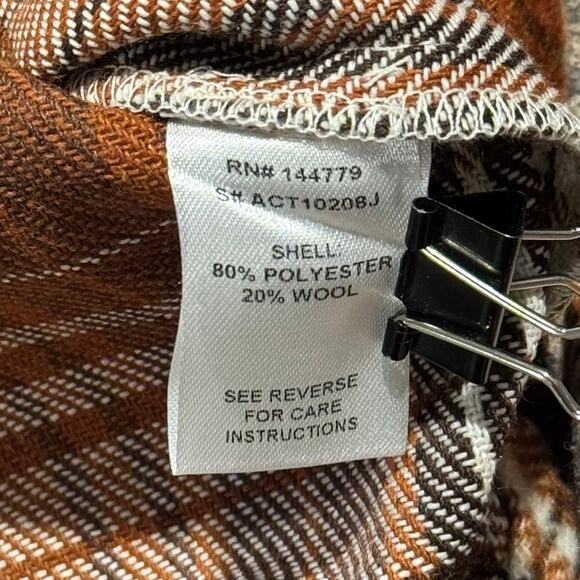 RN# 144779
S# ACT10208J
SHELL:
80% POLYESTER
20% WOOL
SEE REVERSE
FOR CARE
INSTRUCTIONS